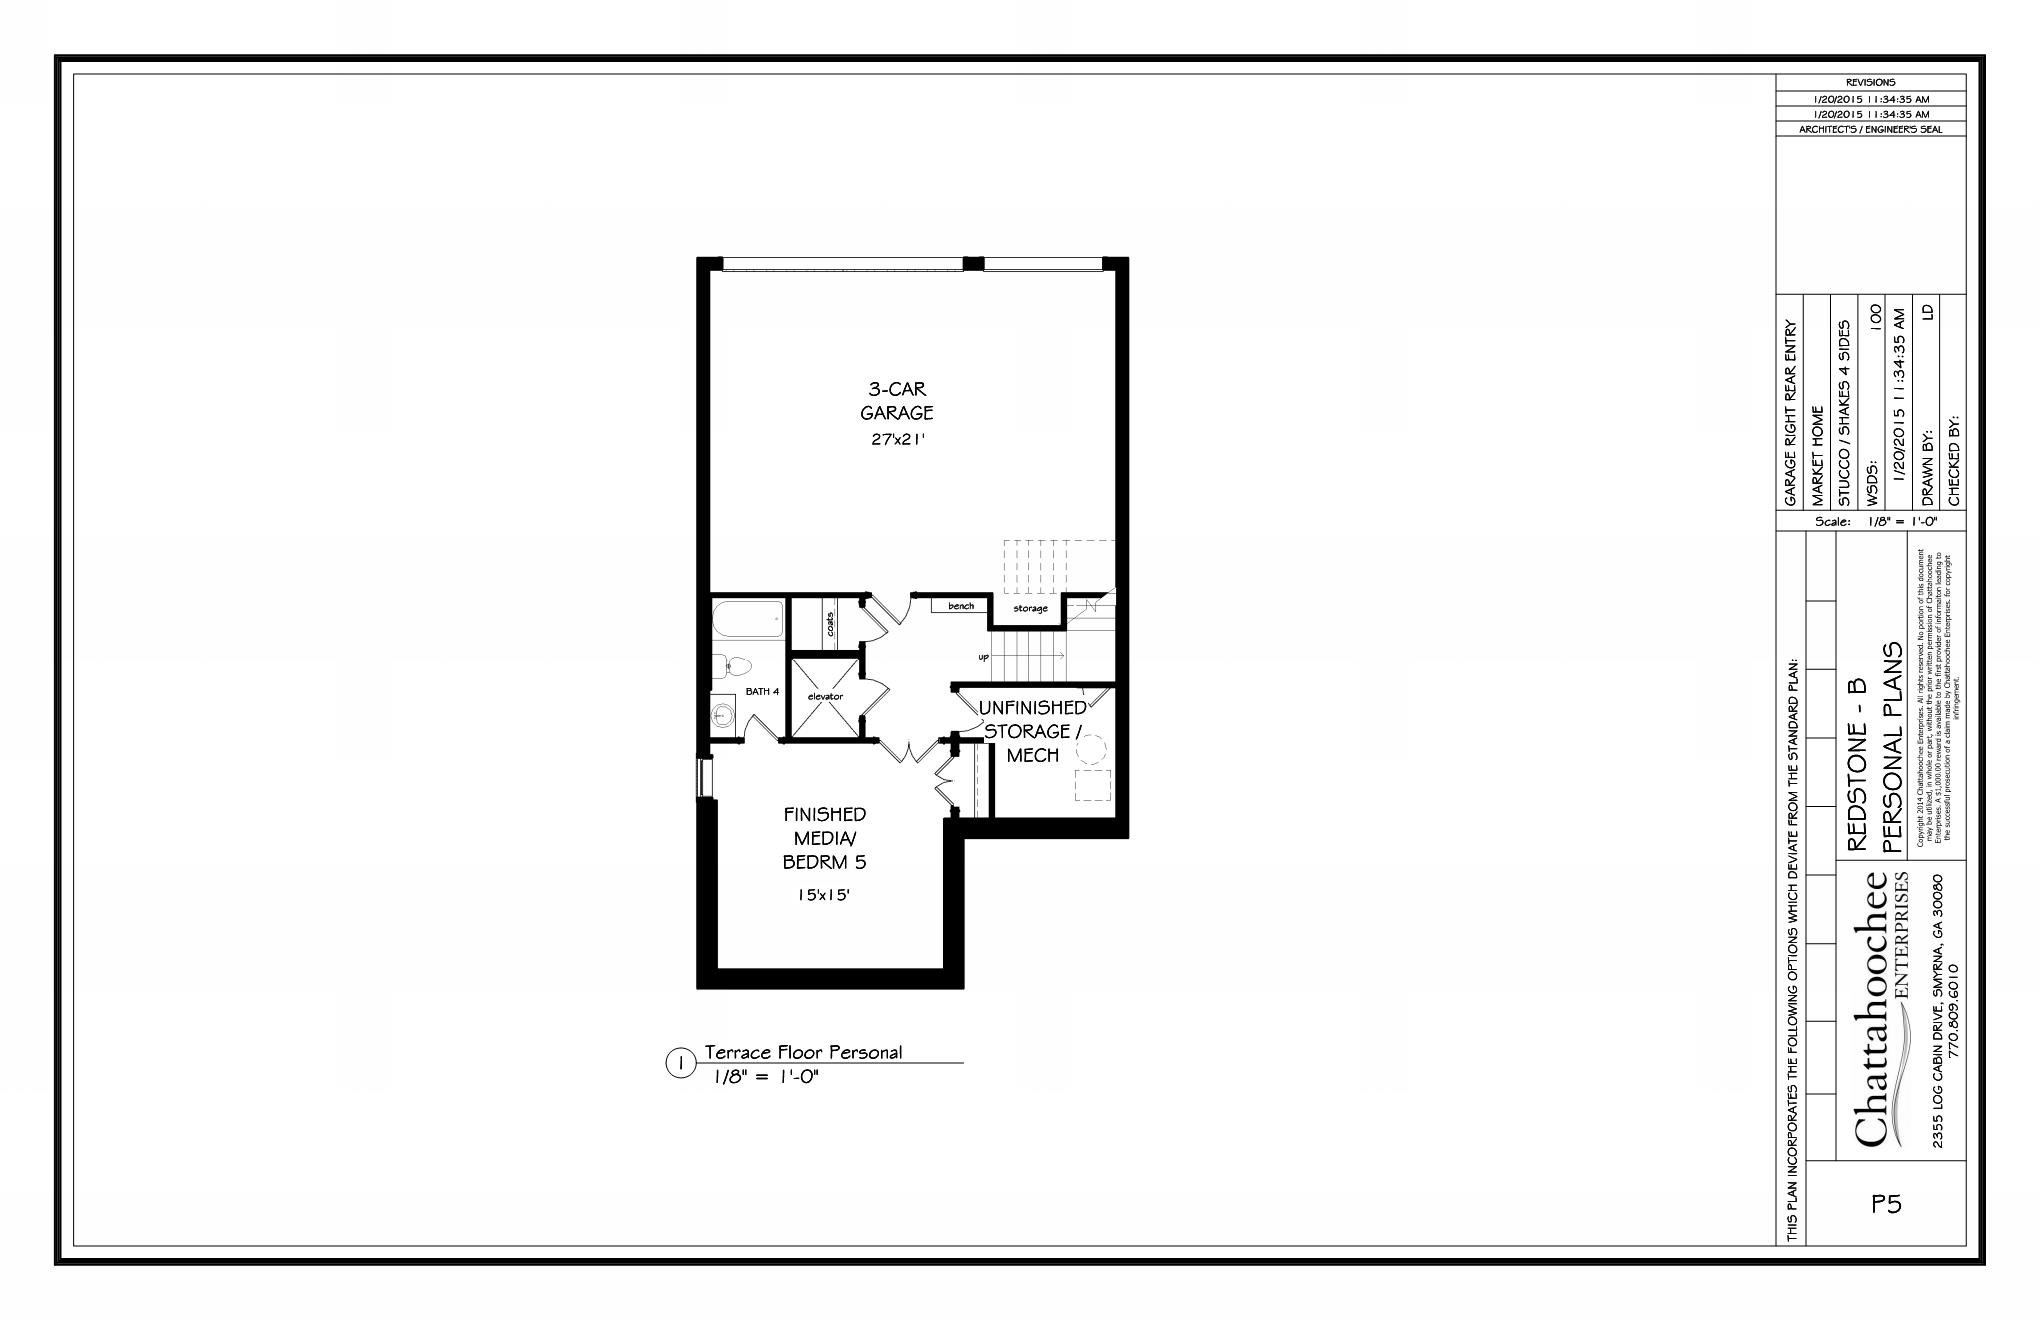 REVISIONS
1/20/2015 11:34:35 AM
1/20/2015 11:34:35 AM
ARCHITECT'S / ENGINEER'S SEAL
GARAGE RIGHT REAR ENTRY
MARKET HOME
STUCCO / SHAKES 4 SIDES
WSDS: 100
1/20/2015 11:34:35 AM
DRAWN BY: LD
CHECKED BY:
Scale: 1/8" = 1'-0"
3-CAR
GARAGE
27'x21'
bench
storage
coats
up
BATH 4
elevator
UNFINISHED
STORAGE /
MECH
FINISHED
MEDIA/
BEDRM 5
15'x15'
1
Terrace Floor Personal
1/8" = 1'-0"
THIS PLAN INCORPORATES THE FOLLOWING OPTIONS WHICH DEVIATE FROM THE STANDARD PLAN:
REDSTONE - B
PERSONAL PLANS
Copyright 2014 Chattahoochee Enterprises. All rights reserved. No portion of this document
may be utilized, in whole or part, without the prior written permission of Chattahoochee
Enterprises. A $1,000.00 reward is available to the first provider of informaiton leading to
the successful prosecution of a claim made by Chattahoochee Enterprises. for copyright
infringement.
Chattahoochee
ENTERPRISES
2355 LOG CABIN DRIVE, SMYRNA, GA 30080
770.809.6010
P5